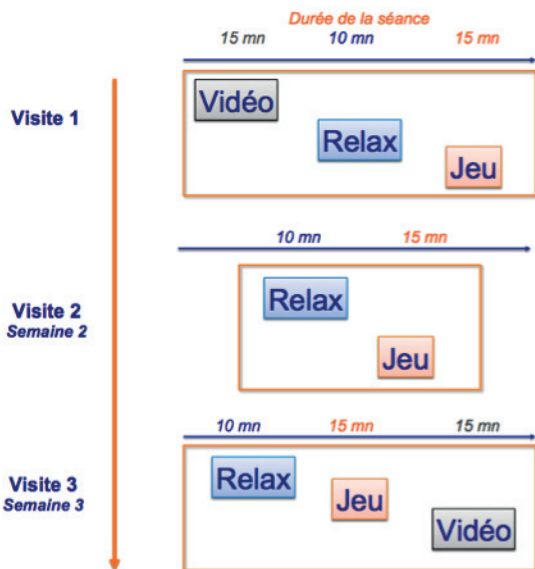 Durée de la séance
15 mn 10 mn 15 mn
Visite 1
Vidéo
Relax
Jeu
10 mn 15 mn
Visite 2
Semaine 2
Relax
Jeu
10 mn 15 mn 15 mn
Visite 3
Semaine 3
Relax
Jeu
Vidéo